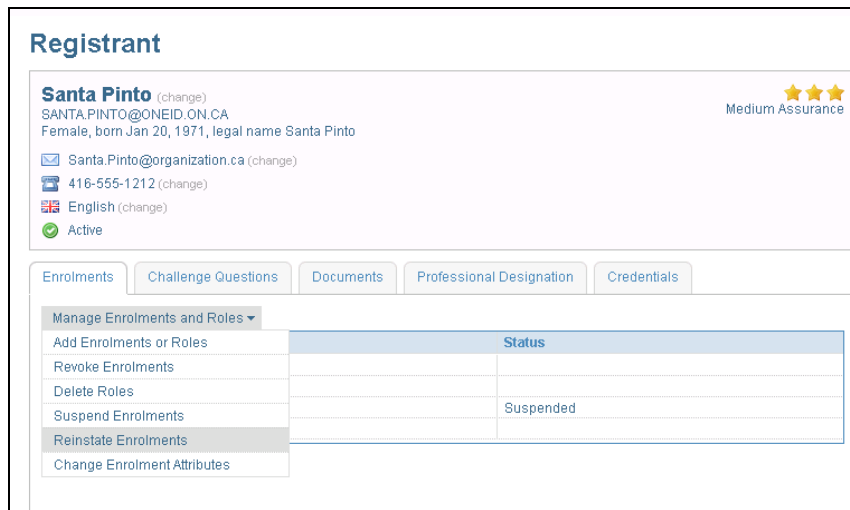 Registrant
Santa Pinto (change)
SANTA.PINTO@ONEID.ON.CA
Female, born Jan 20, 1971, legal name Santa Pinto
Medium Assurance
Santa.Pinto@organization.ca (change)
416-555-1212 (change)
English (change)
Active
Enrolments Challenge Questions Documents Professional Designation Credentials
Manage Enrolments and Roles
Add Enrolments or Roles Status
Revoke Enrolments
Delete Roles
Suspend Enrolments Suspended
Reinstate Enrolments
Change Enrolment Attributes